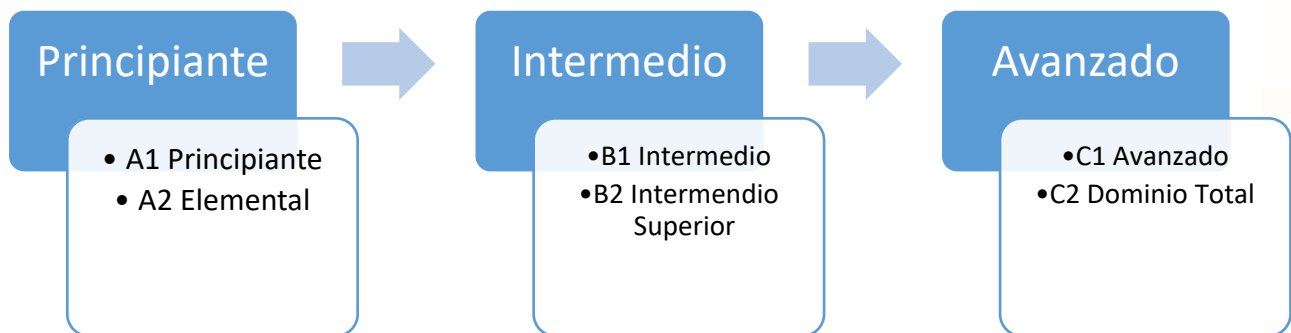 Principiante
• A1 Principiante
• A2 Elemental
Intermedio
•B1 Intermedio
•B2 Intermendio
Superior
Avanzado
•C1 Avanzado
•C2 Dominio Total